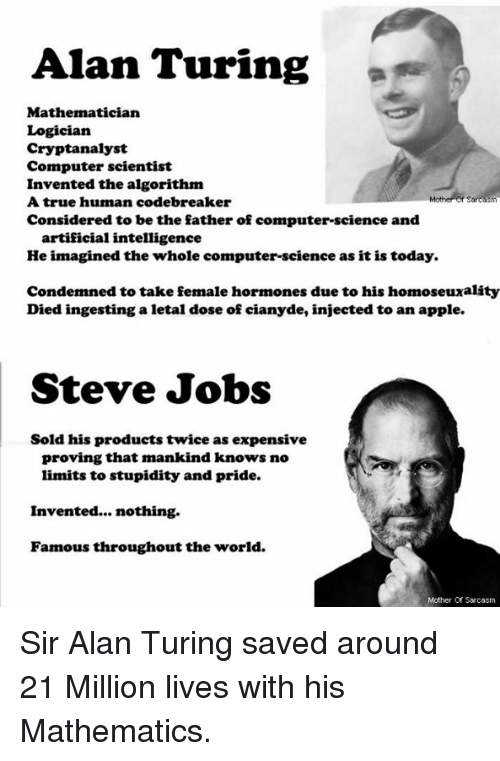 Alan Turing
Mathematician
Logician
Cryptanalyst
Computer scientist
Invented the algorithm
A true human codebreaker
Mother Of Sarcasm
Considered to be the father of computer-science and
artificial intelligence
He imagined the whole computer-science as it is today.
Condemned to take female hormones due to his homoseuxality
Died ingesting a letal dose of cianyde, injected to an apple.
Steve Jobs
Sold his products twice as expensive
proving that mankind knows no
limits to stupidity and pride.
Invented... nothing.
Famous throughout the world.
Mother Of Sarcasm
Sir Alan Turing saved around
21 Million lives with his
Mathematics.